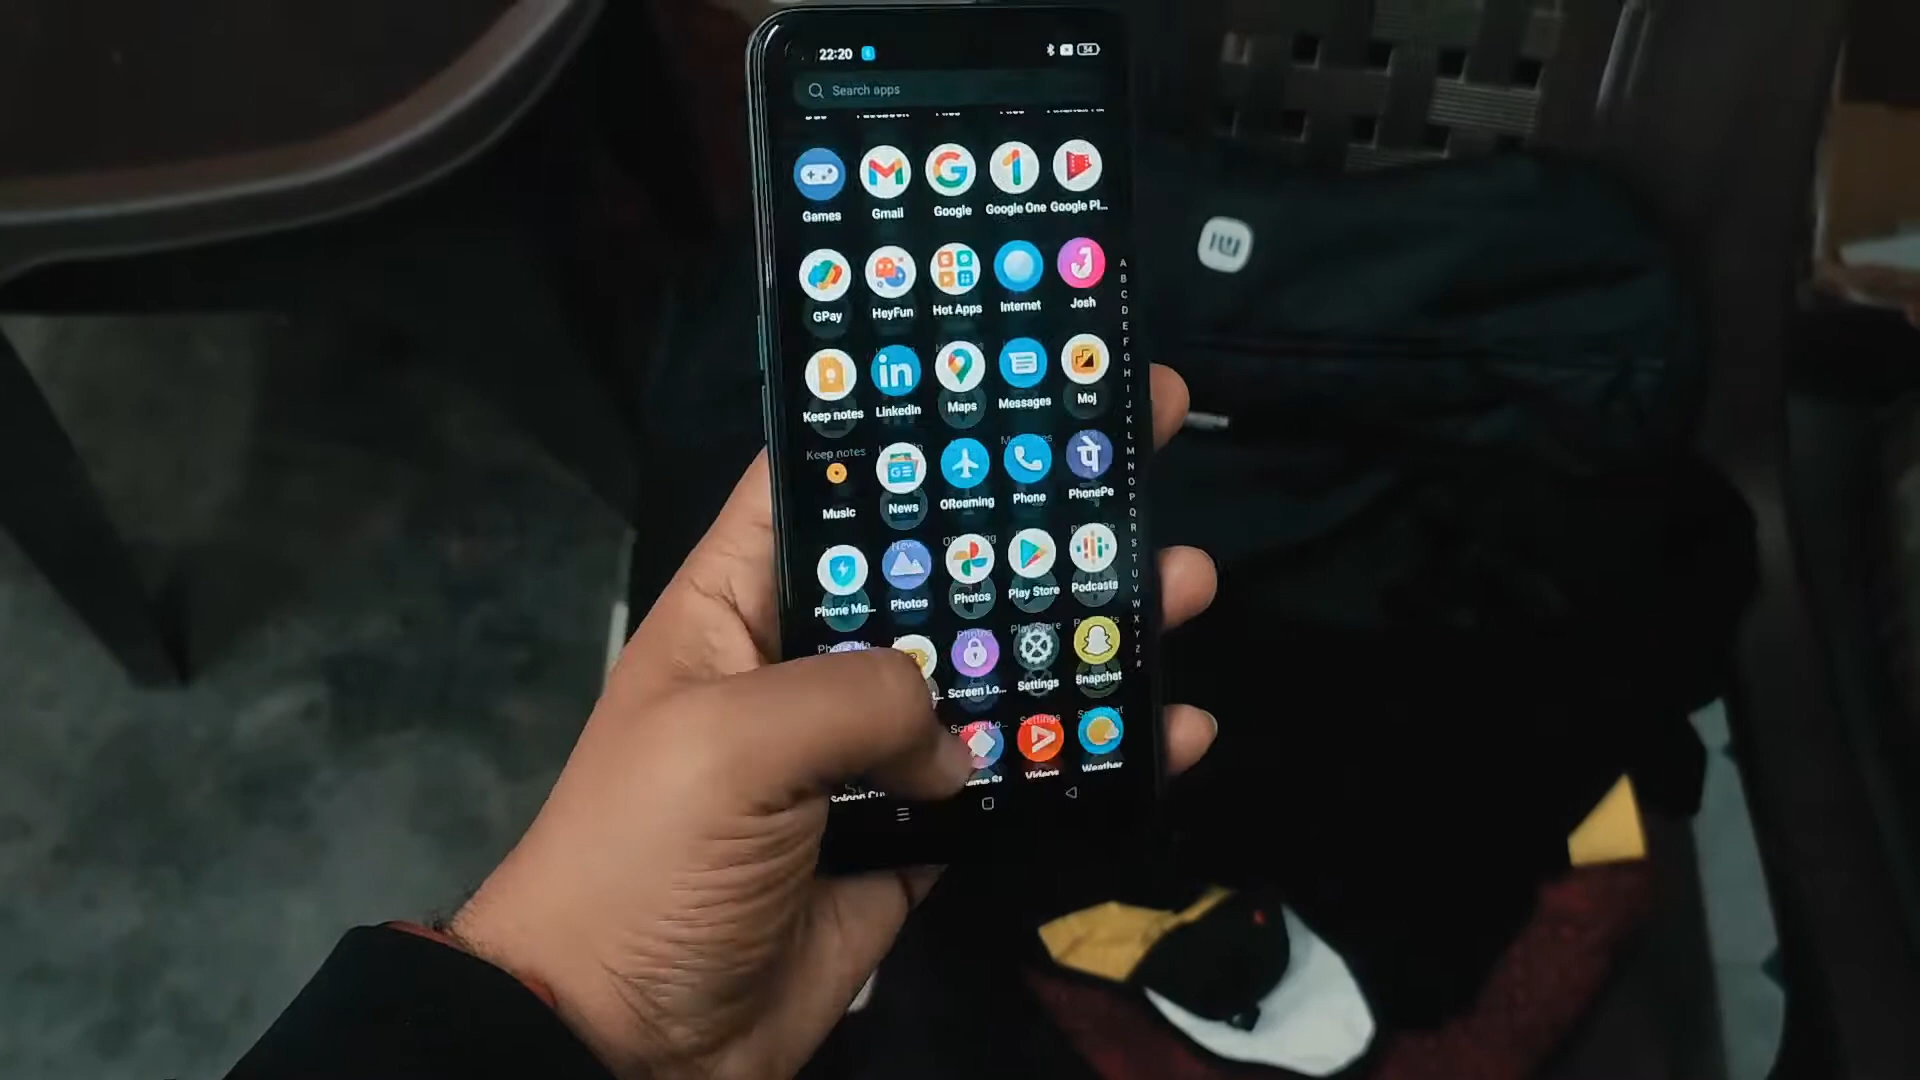 22:20 54
Search apps
Games Gmail Google Google One Google Pl...
GPay HeyFun Hot Apps Internet Josh
Keep notes LinkedIn Maps Messages Moj
Music News ORoaming Phone PhonePe
Phone Ma... Photos Photos Play Store Podcasts
Screen Lo... Settings Snapchat
Videos Weather
A
B
C
D
E
F
G
H
I
J
K
L
M
N
O
P
Q
R
S
T
U
V
W
X
Y
Z
#